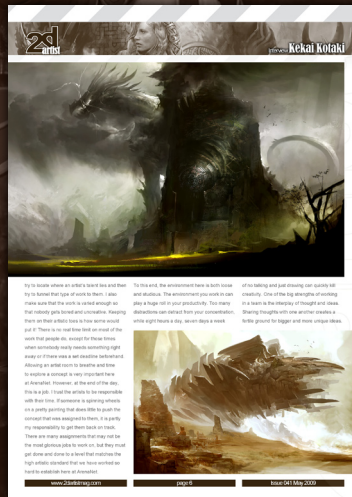 2d artist
interview Kekai Kotaki
try to locate where an artist's talent lies and then
try to funnel that type of work to them. I also
make sure that the work is varied enough so
that nobody gets bored and uncreative. Keeping
them on their artistic toes is how some would
put it! There is no real time limit on most of the
work that people do, except for those times
when somebody really needs something right
away or if there was a set deadline beforehand.
Allowing an artist room to breathe and time
to explore a concept is very important here
at ArenaNet. However, at the end of the day,
this is a job. I trust the artists to be responsible
with their time. If someone is spinning wheels
on a pretty painting that does little to push the
concept that was assigned to them, it is partly
my responsibility to get them back on track.
There are many assignments that may not be
the most glorious jobs to work on, but they must
get done and done to a level that matches the
high artistic standard that we have worked so
hard to establish here at ArenaNet.
To this end, the environment here is both loose
and studious. The environment you work in can
play a huge roll in your productivity. Too many
distractions can detract from your concentration,
while eight hours a day, seven days a week
of no talking and just drawing can quickly kill
creativity. One of the big strengths of working
in a team is the interplay of thought and ideas.
Sharing thoughts with one another creates a
fertile ground for bigger and more unique ideas.
www.2dartistmag.com
page 6
Issue 041 May 2009